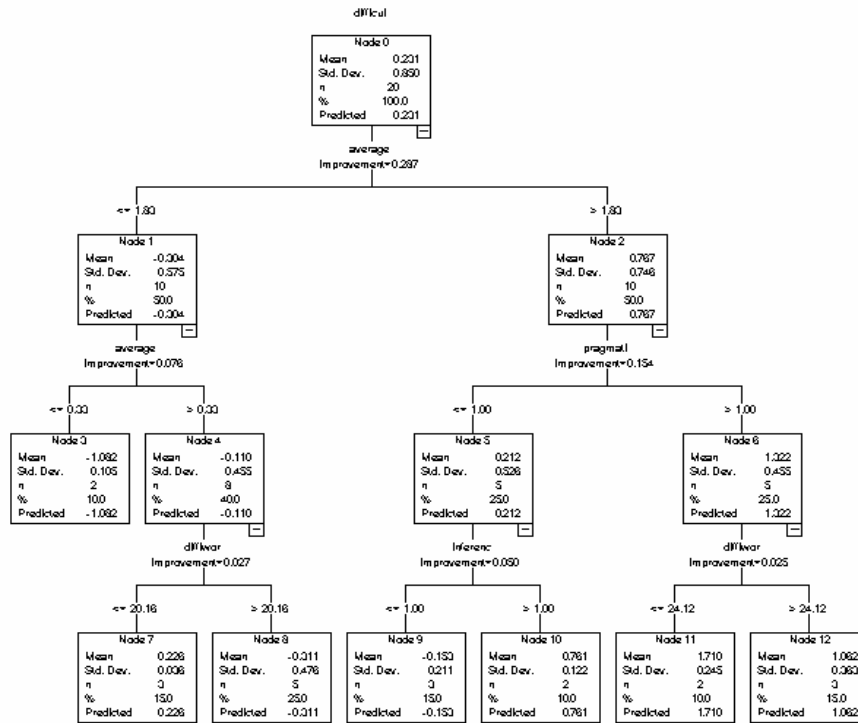 difficul
Node 0
Mean 0.231
Std. Dev. 0.850
n 20
% 100.0
Predicted 0.231
average
Improvement=0.287
<= 1.83
> 1.83
Node 1
Mean -0.304
Std. Dev. 0.575
n 10
% 50.0
Predicted -0.304
Node 2
Mean 0.767
Std. Dev. 0.746
n 10
% 50.0
Predicted 0.767
average
Improvement=0.076
pragmati
Improvement=0.154
<= 0.33
> 0.33
<= 1.00
> 1.00
Node 3
Mean -1.082
Std. Dev. 0.105
n 2
% 10.0
Predicted -1.082
Node 4
Mean -0.110
Std. Dev. 0.455
n 8
% 40.0
Predicted -0.110
Node 5
Mean 0.212
Std. Dev. 0.526
n 5
% 25.0
Predicted 0.212
Node 6
Mean 1.322
Std. Dev. 0.455
n 5
% 25.0
Predicted 1.322
diffiwor
Improvement=0.027
inferenc
Improvement=0.050
diffiwor
Improvement=0.025
<= 20.16
> 20.16
<= 1.00
> 1.00
<= 24.12
> 24.12
Node 7
Mean 0.226
Std. Dev. 0.036
n 3
% 15.0
Predicted 0.226
Node 8
Mean -0.311
Std. Dev. 0.476
n 5
% 25.0
Predicted -0.311
Node 9
Mean -0.153
Std. Dev. 0.211
n 3
% 15.0
Predicted -0.153
Node 10
Mean 0.761
Std. Dev. 0.122
n 2
% 10.0
Predicted 0.761
Node 11
Mean 1.710
Std. Dev. 0.245
n 2
% 10.0
Predicted 1.710
Node 12
Mean 1.062
Std. Dev. 0.363
n 3
% 15.0
Predicted 1.062